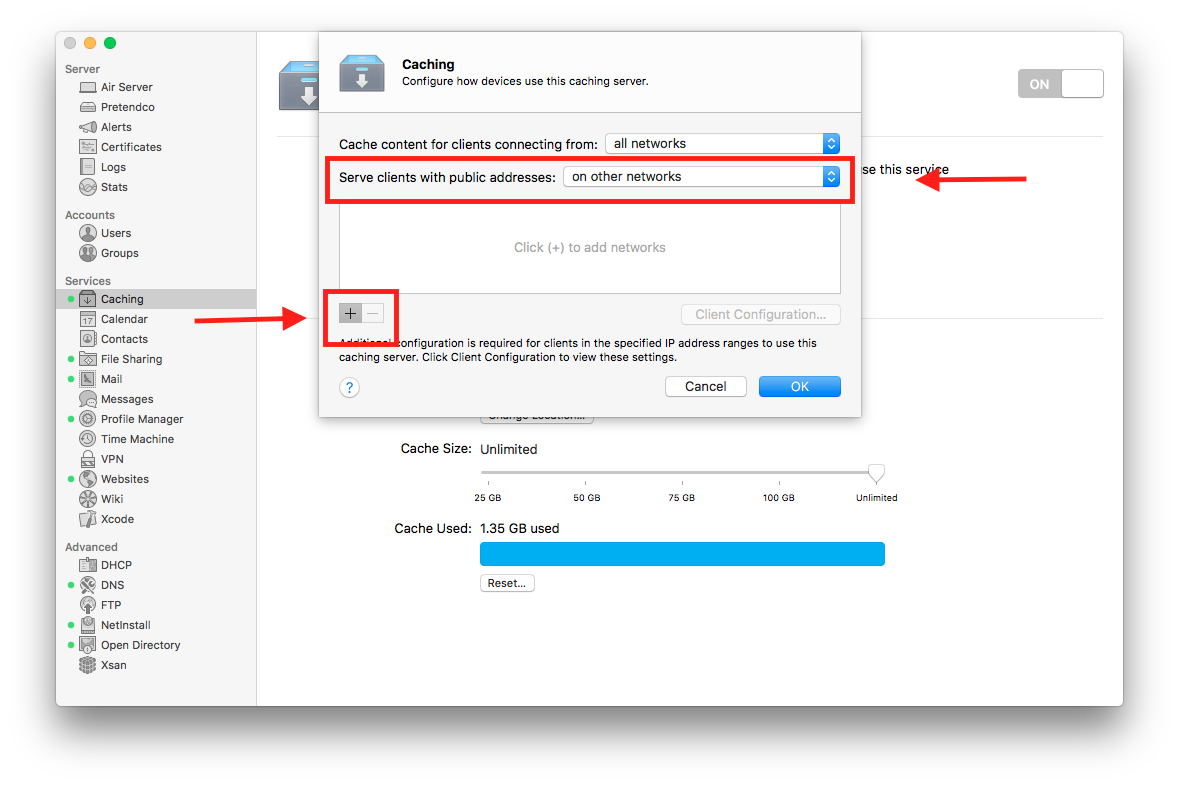 Server
Air Server
Pretendco
Alerts
Certificates
Logs
Stats
Accounts
Users
Groups
Services
Caching
Calendar
Contacts
File Sharing
Mail
Messages
Profile Manager
Time Machine
VPN
Websites
Wiki
Xcode
Advanced
DHCP
DNS
FTP
NetInstall
Open Directory
Xsan
Caching
Configure how devices use this caching server.
ON
Cache content for clients connecting from: all networks
Serve clients with public addresses: on other networks
se this service
Click (+) to add networks
+ −
Client Configuration...
Additional configuration is required for clients in the specified IP address ranges to use this
caching server. Click Client Configuration to view these settings.
? Cancel OK
Change Location...
Cache Size: Unlimited
25 GB 50 GB 75 GB 100 GB Unlimited
Cache Used: 1.35 GB used
Reset...
17